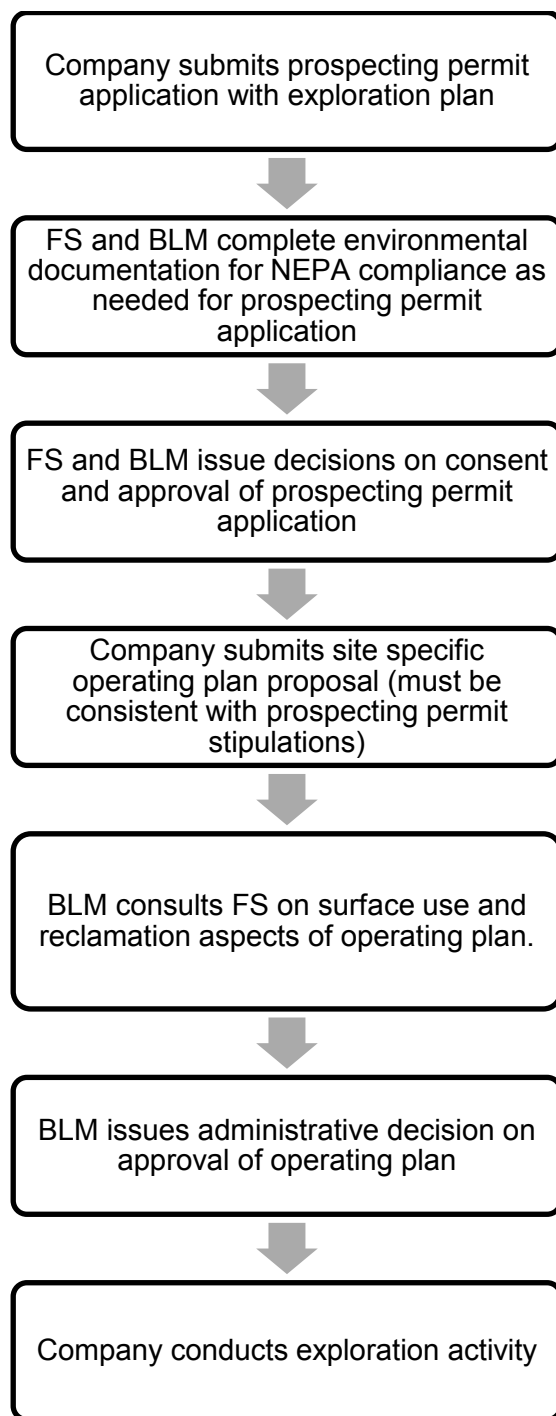 Company submits prospecting permit
application with exploration plan
FS and BLM complete environmental
documentation for NEPA compliance as
needed for prospecting permit
application
FS and BLM issue decisions on consent
and approval of prospecting permit
application
Company submits site specific
operating plan proposal (must be
consistent with prospecting permit
stipulations)
BLM consults FS on surface use and
reclamation aspects of operating plan.
BLM issues administrative decision on
approval of operating plan
Company conducts exploration activity